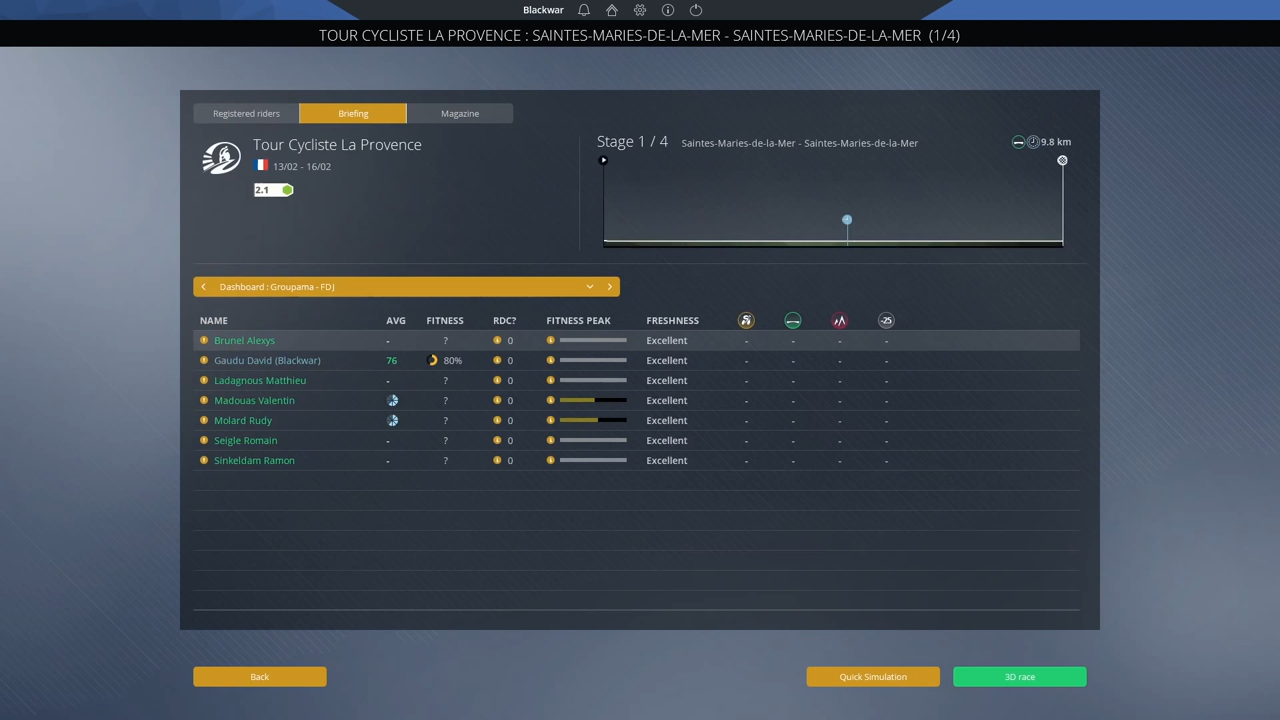 Blackwar
TOUR CYCLISTE LA PROVENCE : SAINTES-MARIES-DE-LA-MER - SAINTES-MARIES-DE-LA-MER (1/4)
Registered riders Briefing Magazine
Tour Cycliste La Provence
13/02 - 16/02
2.1
Stage 1 / 4 Saintes-Maries-de-la-Mer - Saintes-Maries-de-la-Mer 9.8 km
Dashboard : Groupama - FDJ
NAME AVG FITNESS RDC? FITNESS PEAK FRESHNESS -25
Brunel Alexys - ? 0 Excellent - - - -
Gaudu David (Blackwar) 76 80% 0 Excellent - - - -
Ladagnous Matthieu - ? 0 Excellent - - - -
Madouas Valentin ? 0 Excellent - - - -
Molard Rudy ? 0 Excellent - - - -
Seigle Romain - ? 0 Excellent - - - -
Sinkeldam Ramon - ? 0 Excellent - - - -
Back Quick Simulation 3D race